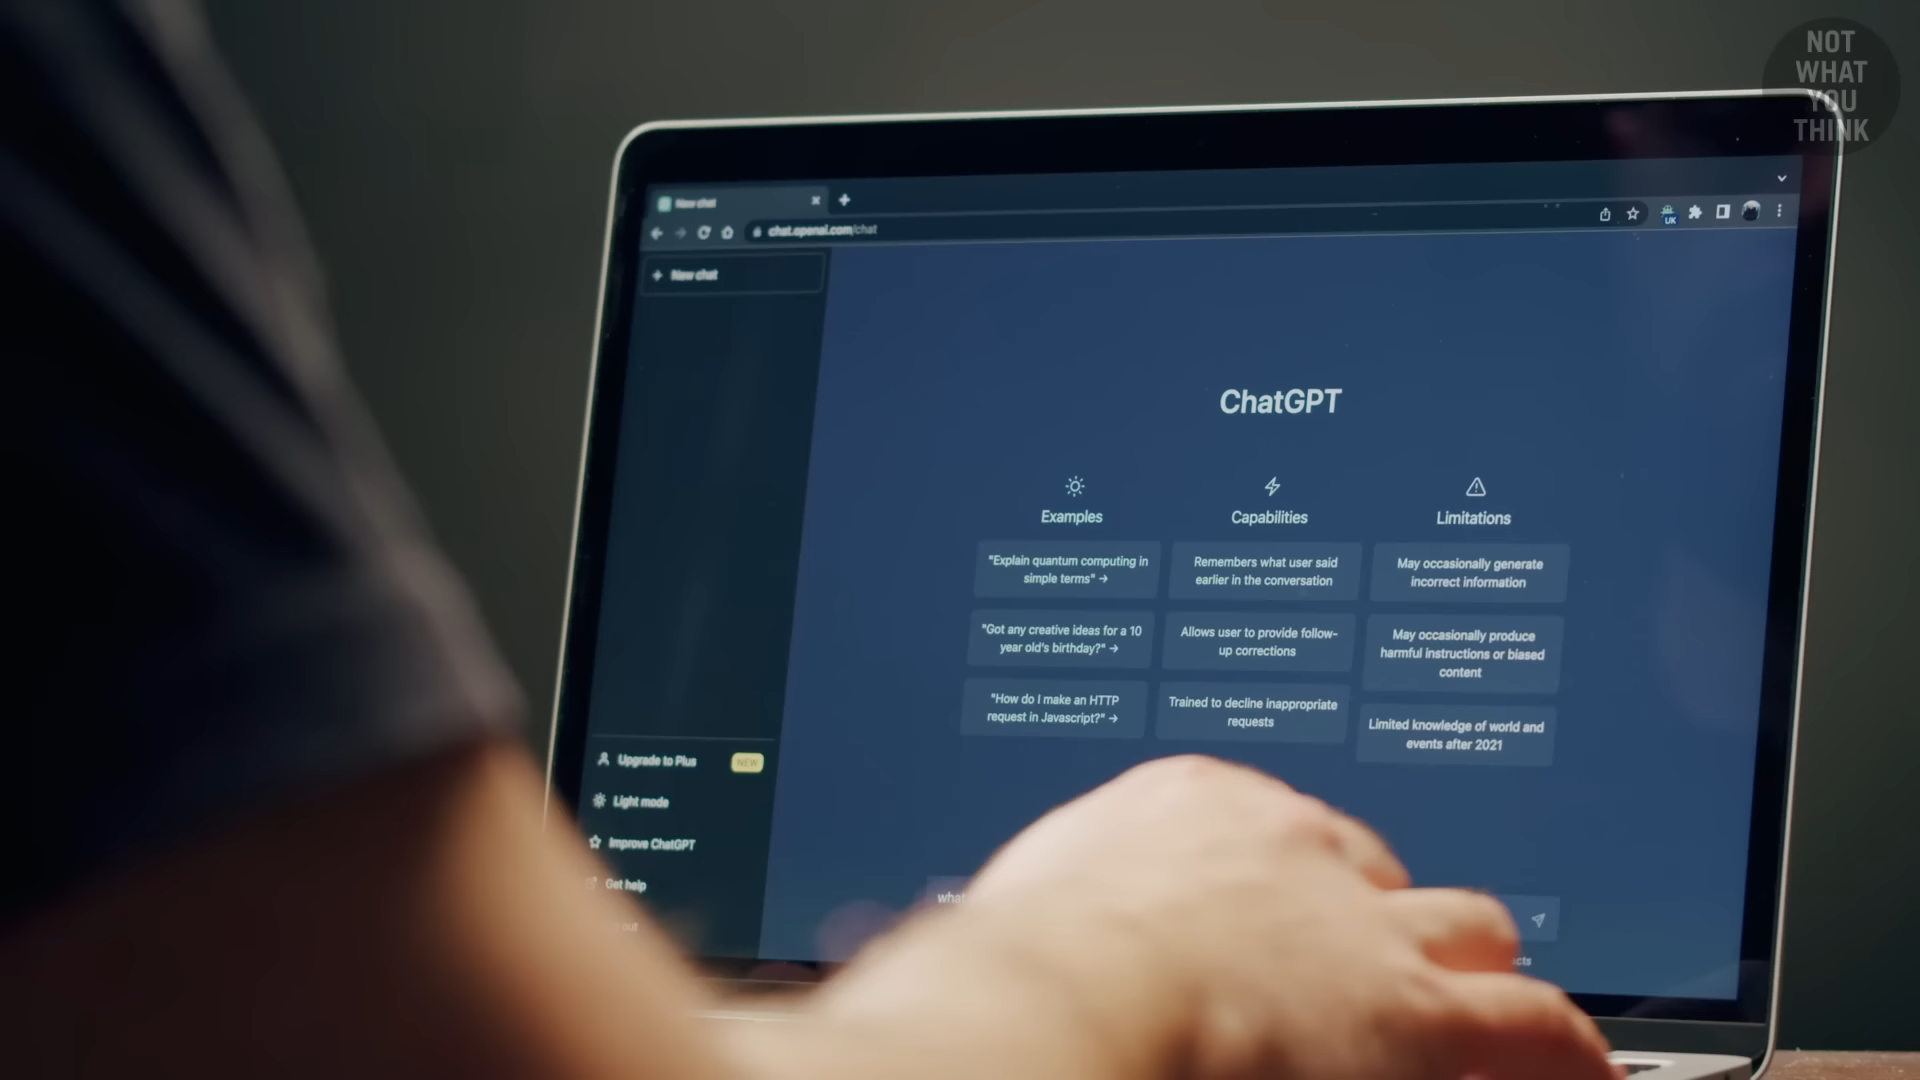 NOT
WHAT
YOU
THINK
New chat
chat.openai.com/chat
UK
New chat
ChatGPT
Examples
Capabilities
Limitations
"Explain quantum computing in
simple terms" →
Remembers what user said
earlier in the conversation
May occasionally generate
incorrect information
"Got any creative ideas for a 10
year old's birthday?" →
Allows user to provide follow-
up corrections
May occasionally produce
harmful instructions or biased
content
"How do I make an HTTP
request in Javascript?" →
Trained to decline inappropriate
requests
Limited knowledge of world and
events after 2021
Upgrade to Plus
NEW
Light mode
Improve ChatGPT
Get help
out
what